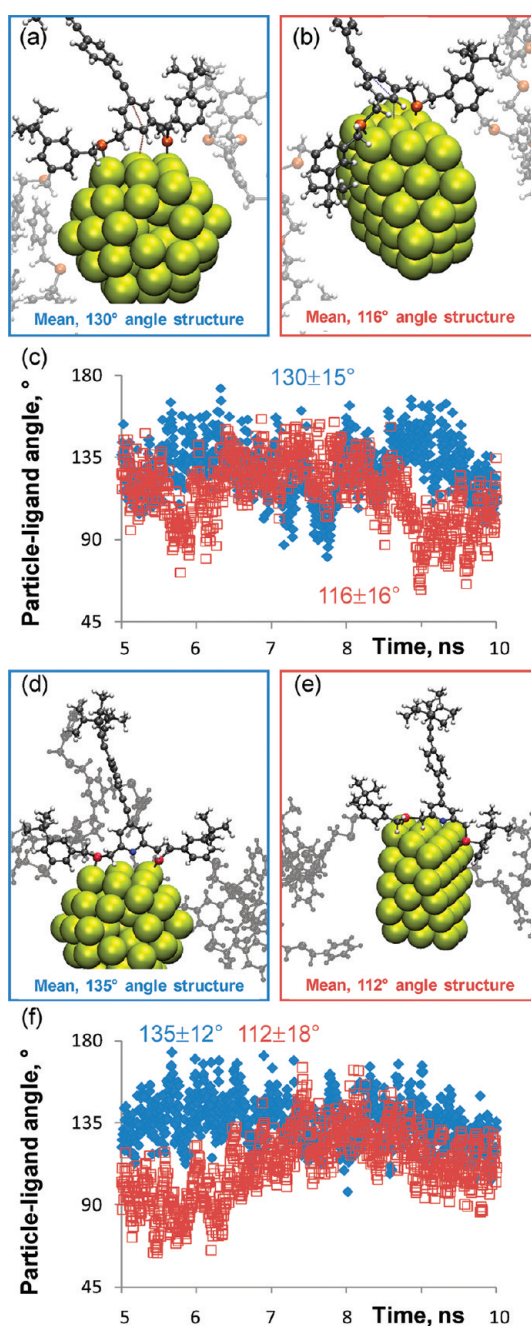 (a)
Mean, 130° angle structure
(b)
Mean, 116° angle structure
(c)
Particle-ligand angle, °
180
135
90
45
130±15°
116±16°
5 6 7 8 9 10
Time, ns
(d)
Mean, 135° angle structure
(e)
Mean, 112° angle structure
(f)
Particle-ligand angle, °
180
135
90
45
135±12° 112±18°
5 6 7 8 9 10
Time, ns